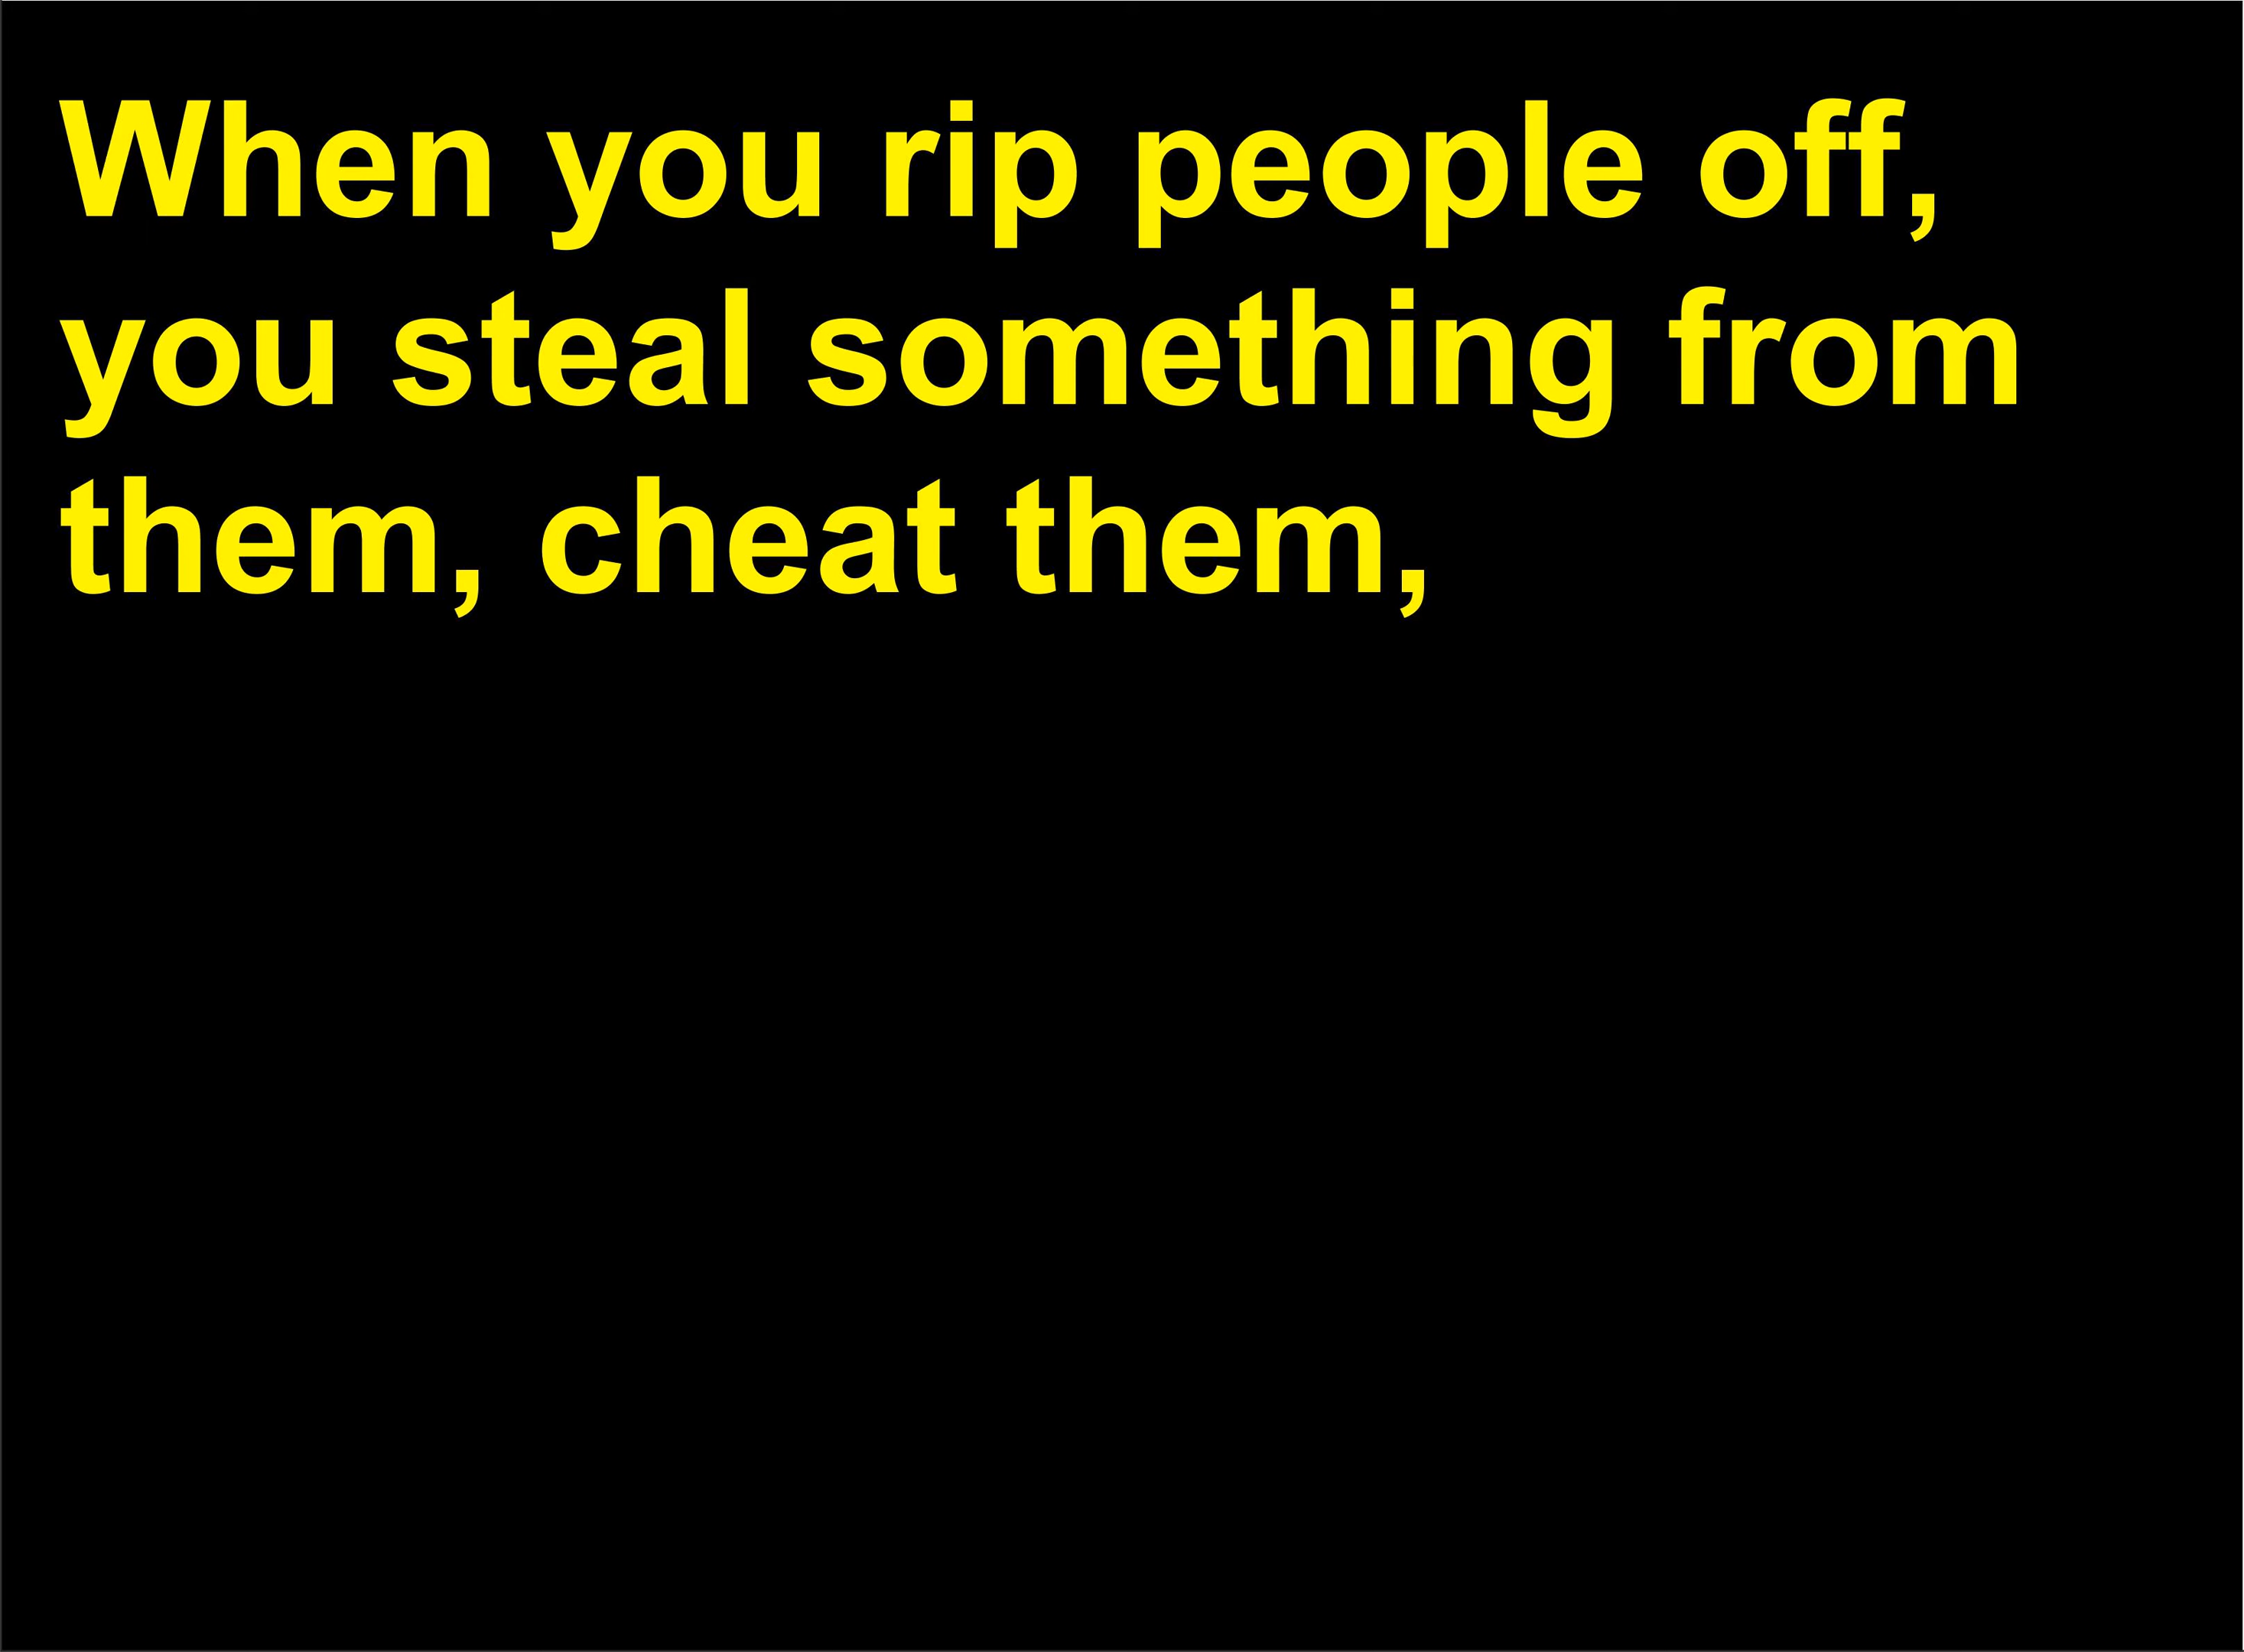 When you rip people off,
you steal something from
them, cheat them,